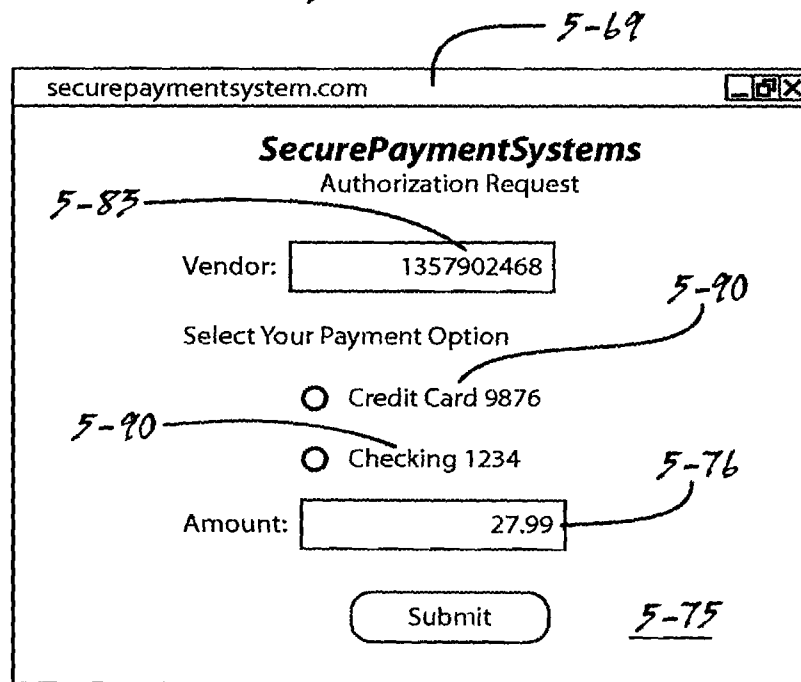 5-69
securepaymentsystem.com
SecurePaymentSystems
Authorization Request
5-83
Vendor: 1357902468
5-90
Select Your Payment Option
Credit Card 9876
5-90
Checking 1234
5-76
Amount: 27.99
Submit 5-75